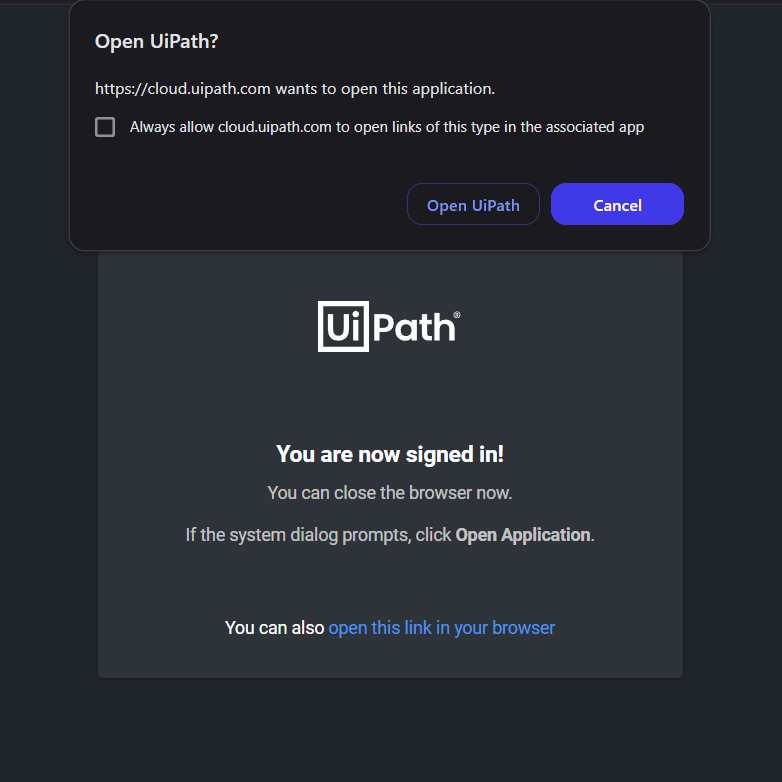 Open UiPath?
https://cloud.uipath.com wants to open this application.
Always allow cloud.uipath.com to open links of this type in the associated app
Open UiPath
Cancel
UiPath®
You are now signed in!
You can close the browser now.
If the system dialog prompts, click Open Application.
You can also open this link in your browser